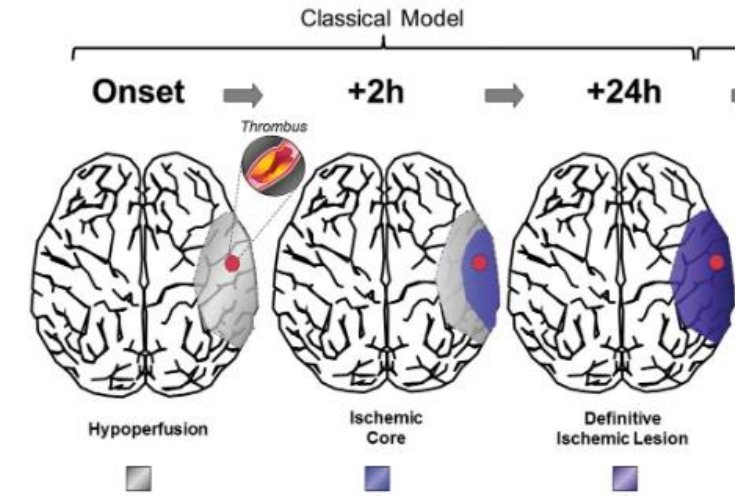 Classical Model
Onset
+2h
+24h
Thrombus
Hypoperfusion
Ischemic
Core
Definitive
Ischemic Lesion